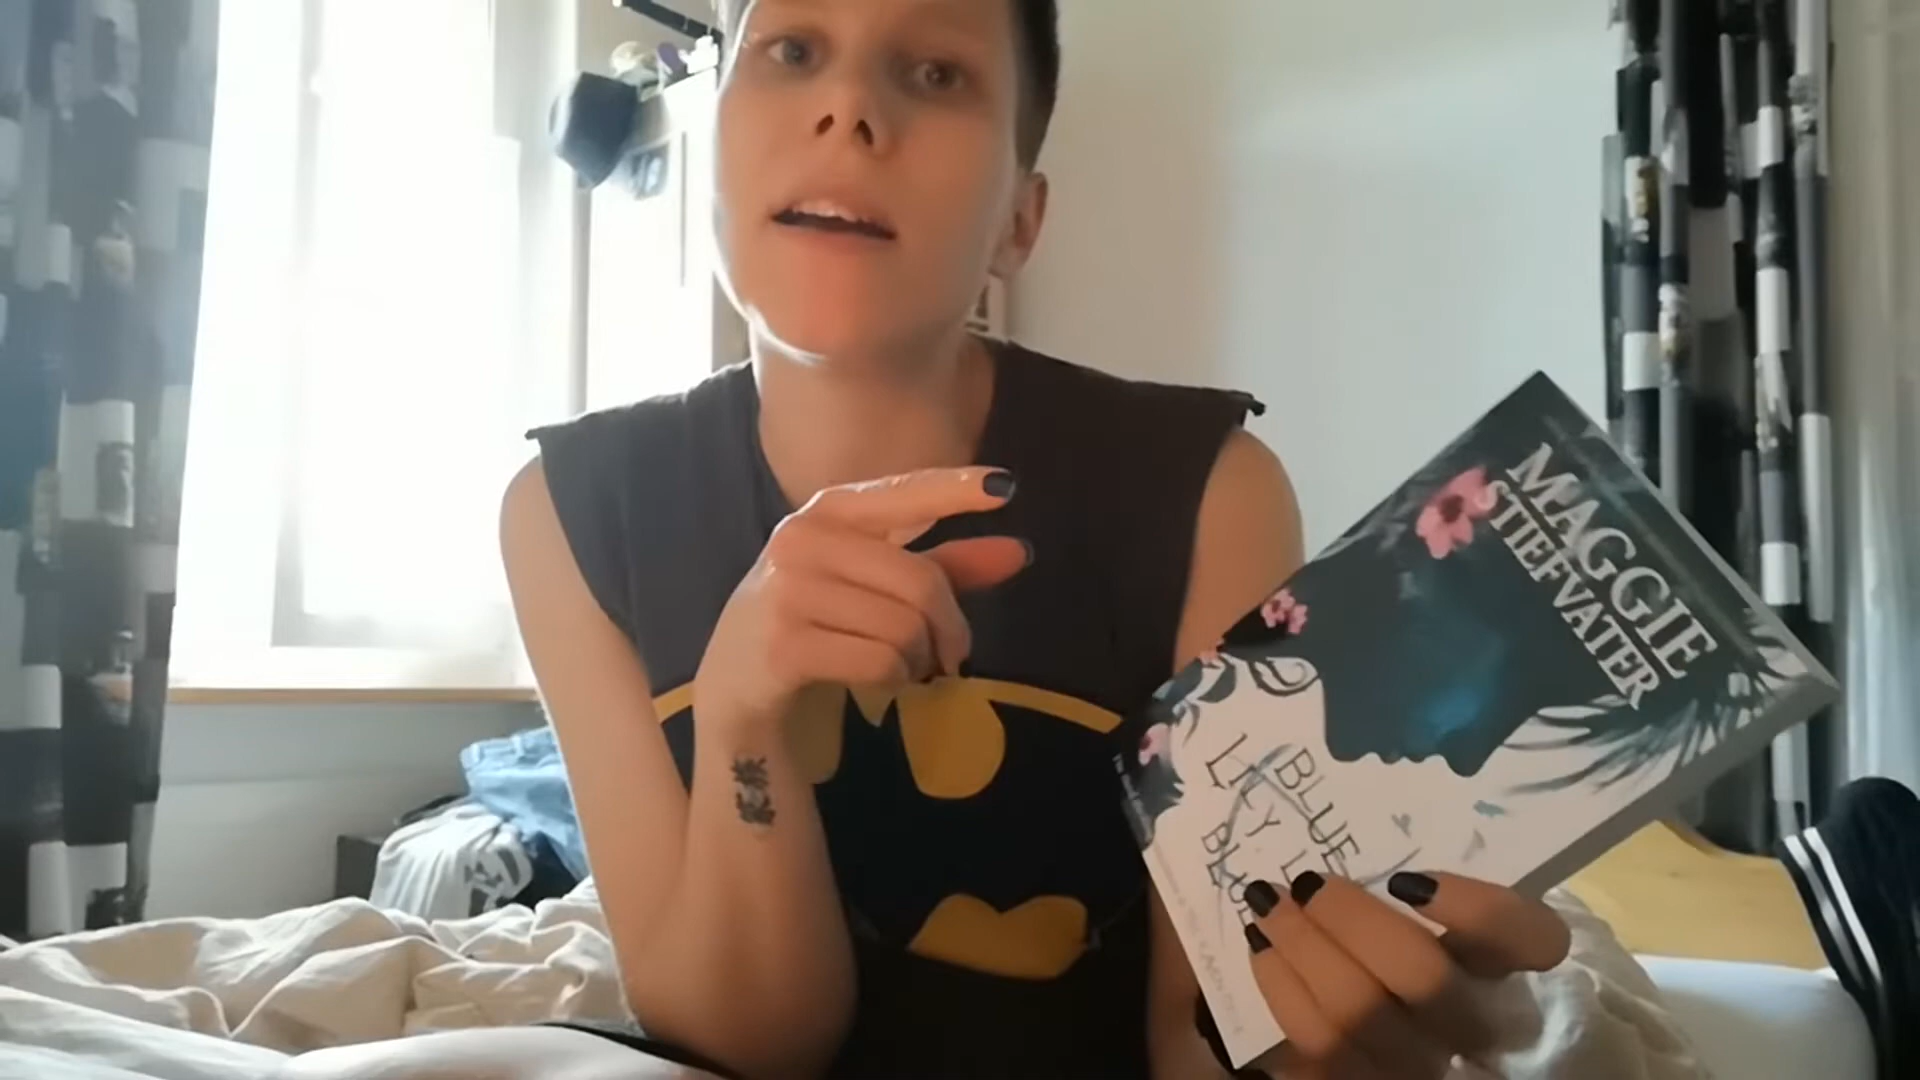 MAGGIE
STIEFVATER
BLUE
LILY, L
BLUE